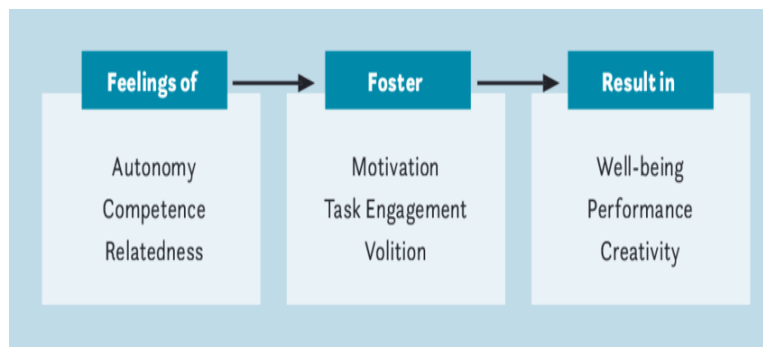 Feelings of
Autonomy
Competence
Relatedness
Foster
Motivation
Task Engagement
Volition
Result in
Well-being
Performance
Creativity